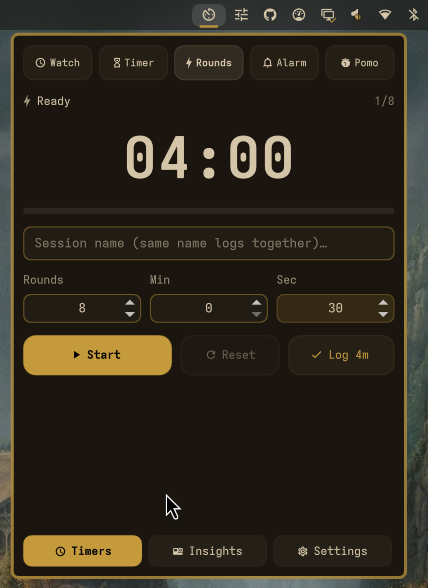 Watch Timer Rounds Alarm Pomo
Ready 1/8
04:00
Session name (same name logs together)…
Rounds Min Sec
8 0 30
Start Reset Log 4m
Timers Insights Settings